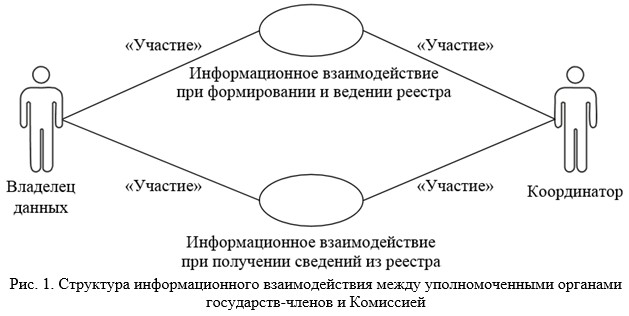 «Участие»
«Участие»
Информационное взаимодействие
при формировании и ведении реестра
Владелец
данных
Координатор
«Участие»
«Участие»
Информационное взаимодействие
при получении сведений из реестра
Рис. 1. Структура информационного взаимодействия между уполномоченными органами
государств-членов и Комиссией